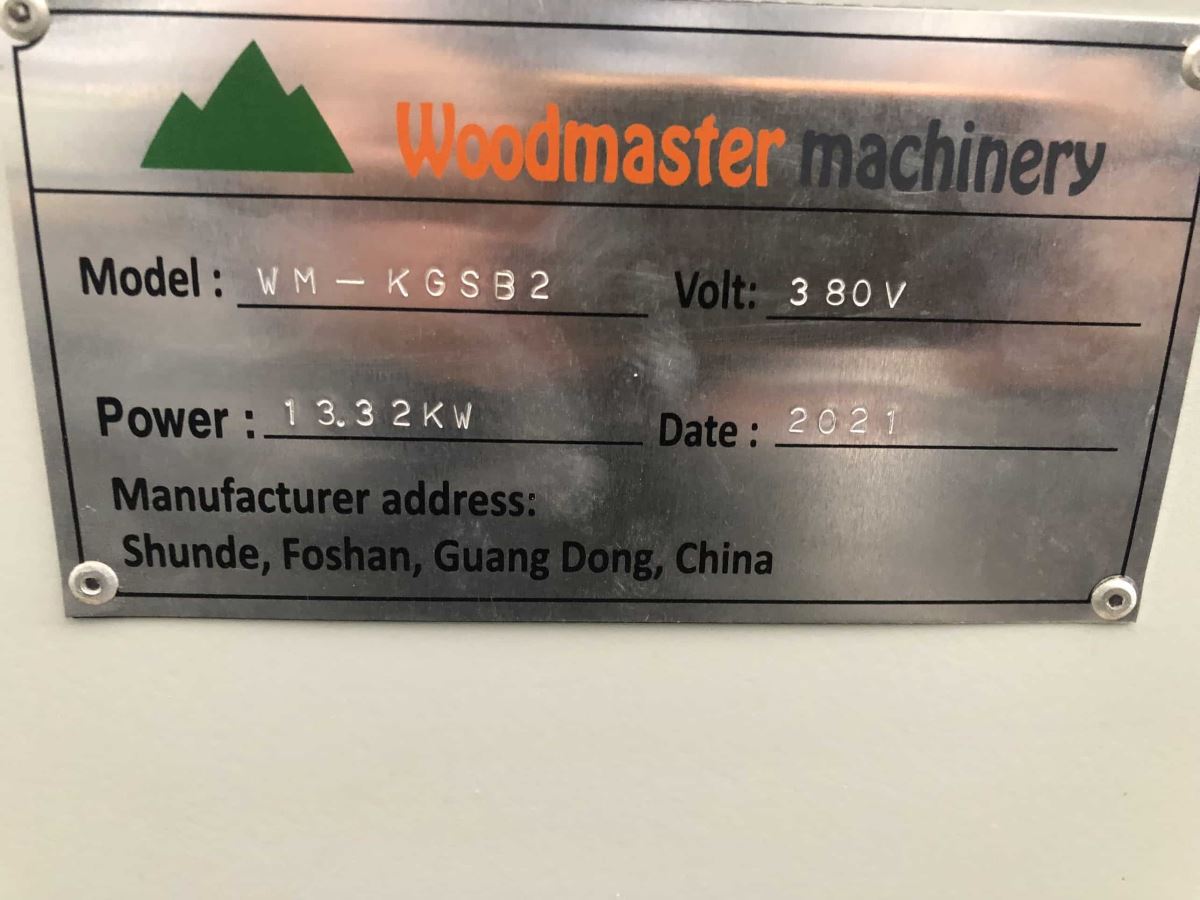 Woodmaster machinery
Model : WM-KGSB2 Volt: 380V
Power : 13.32KW Date : 2021
Manufacturer address:
Shunde, Foshan, Guang Dong, China